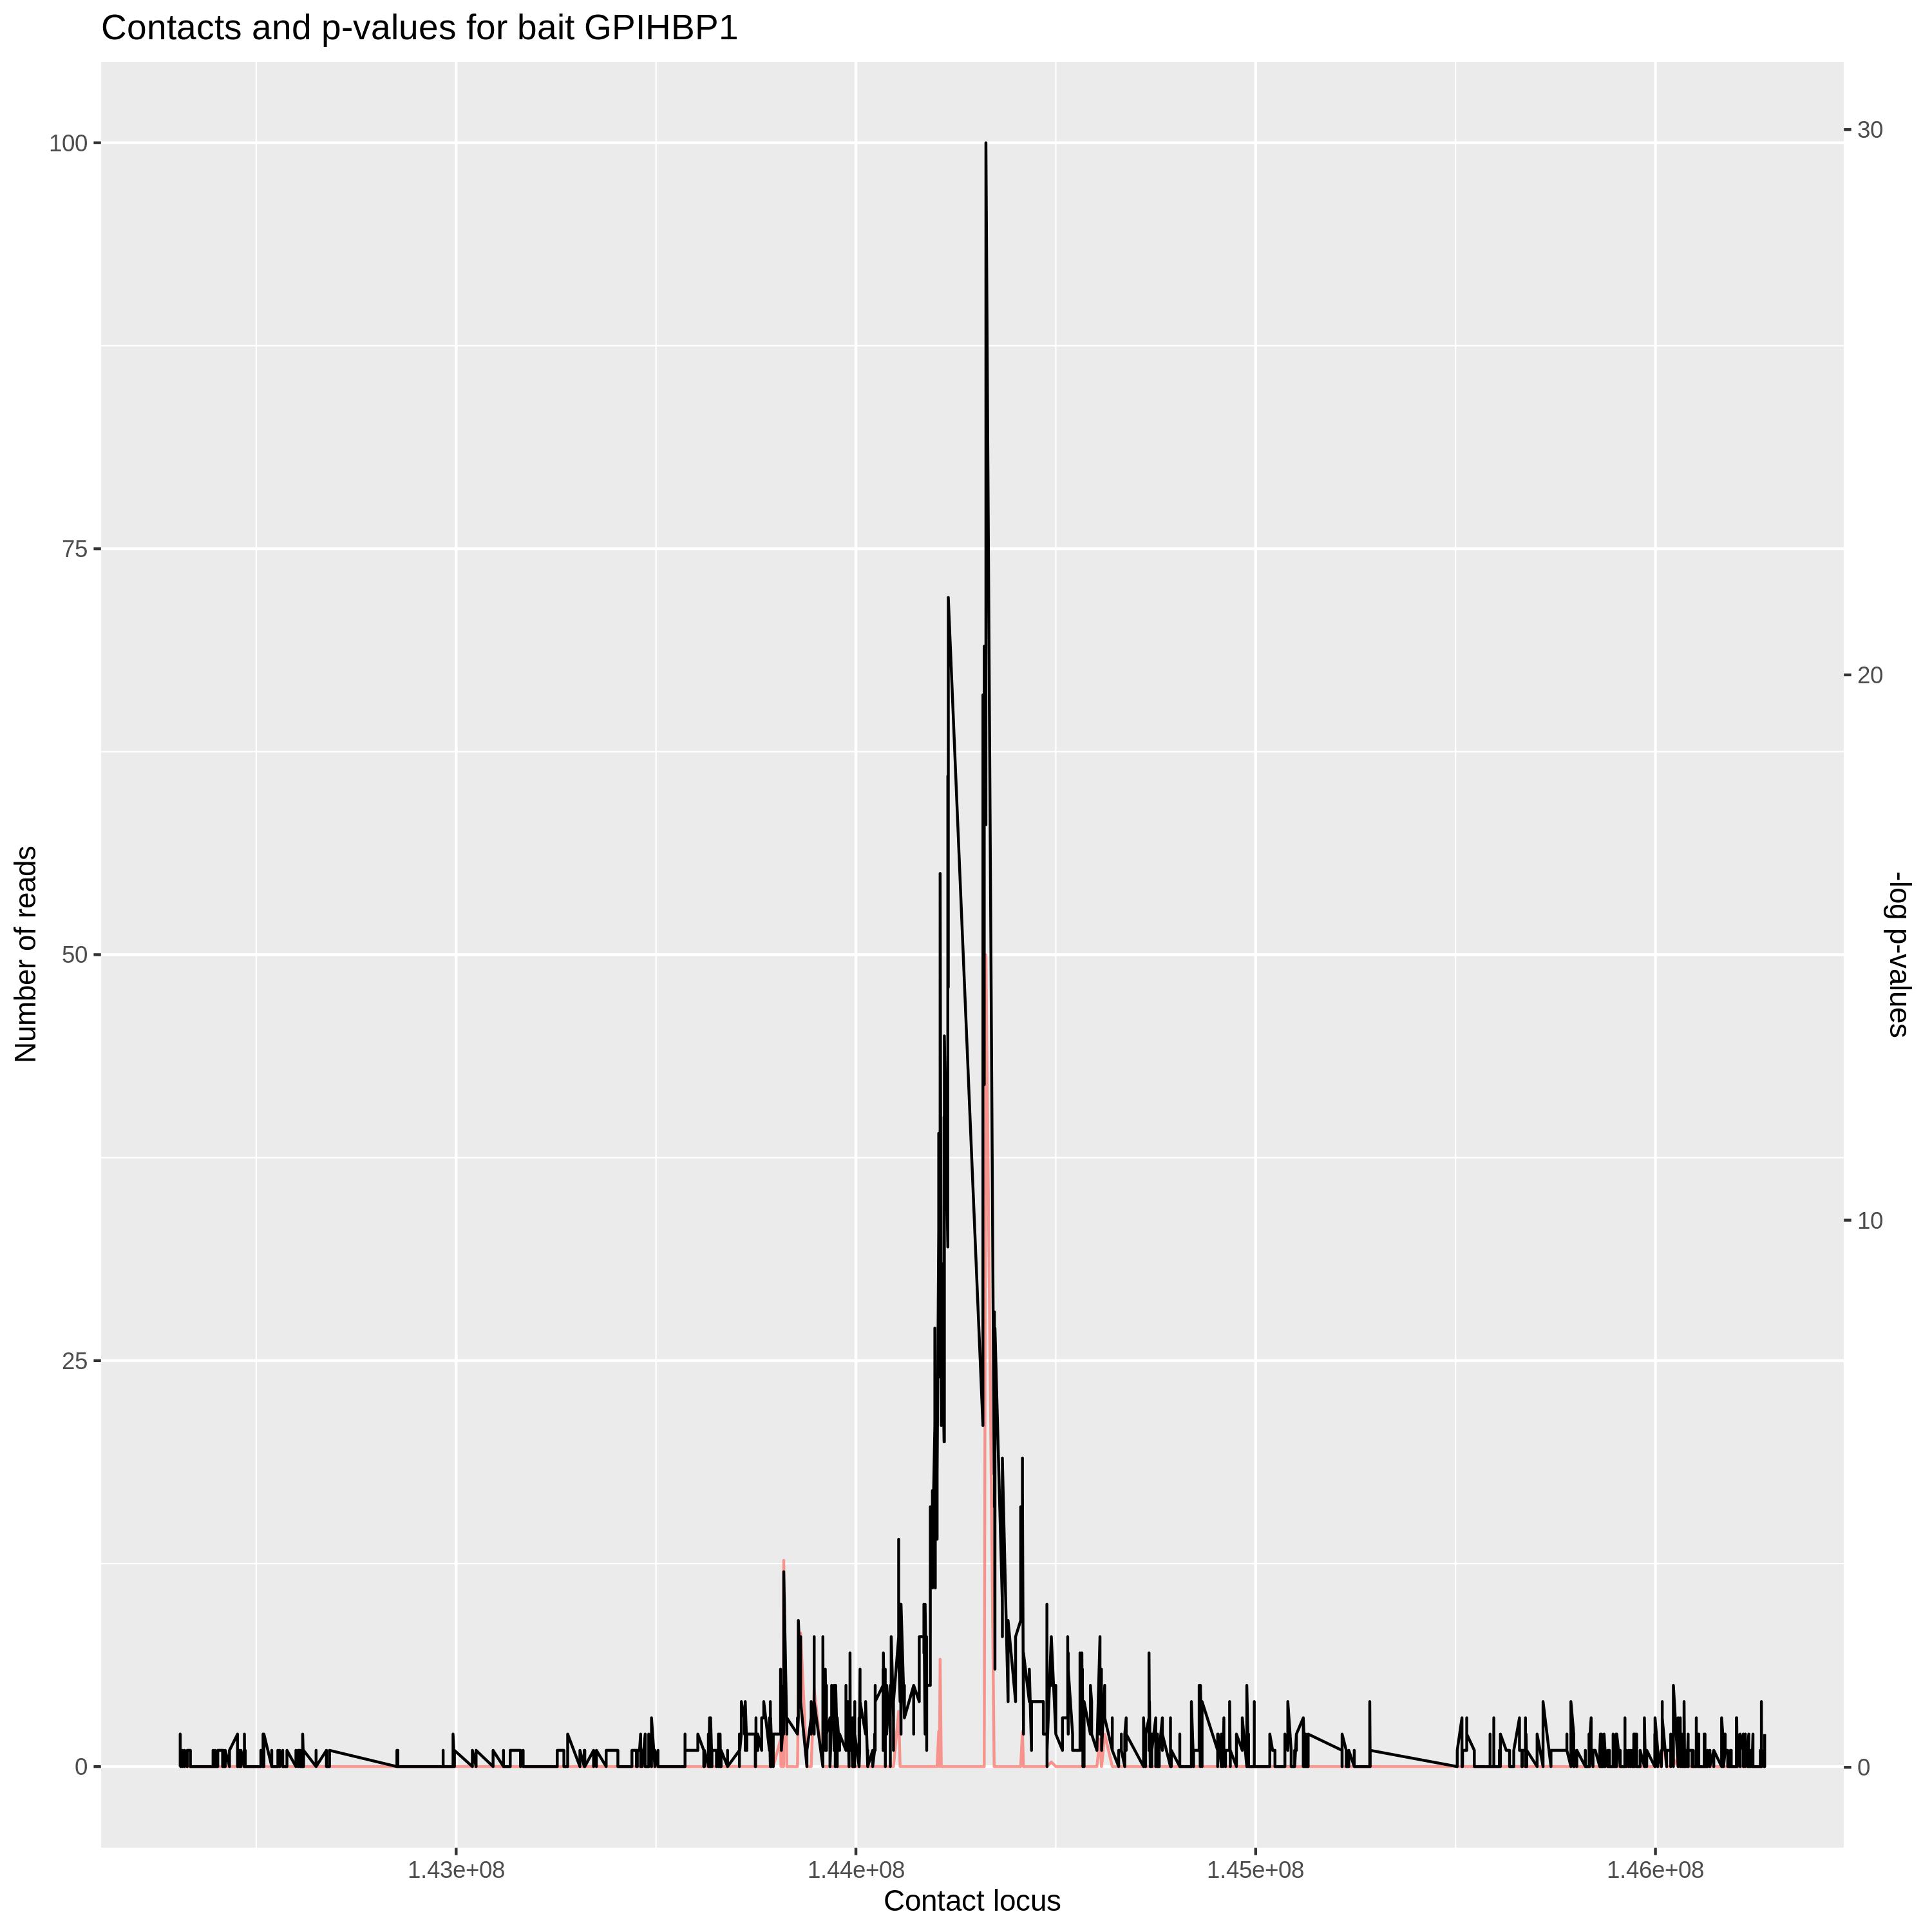 Contacts and p-values for bait GPIHBP1
100
75
50
25
0
Number of reads
30
20
10
0
-log p-values
1.43e+08
1.44e+08
1.45e+08
1.46e+08
Contact locus